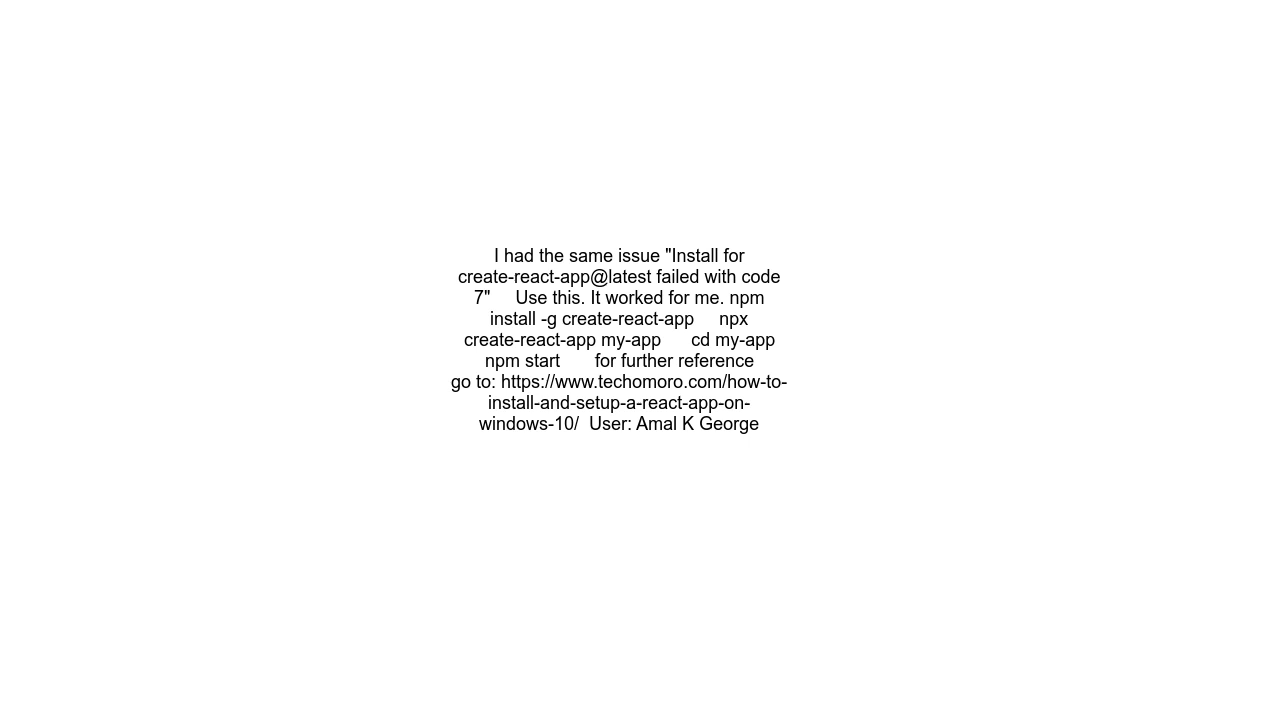 I had the same issue "Install for
create-react-app@latest failed with code
7"     Use this. It worked for me. npm
install -g create-react-app     npx
create-react-app my-app      cd my-app
npm start       for further reference
go to: https://www.techomoro.com/how-to-
install-and-setup-a-react-app-on-
windows-10/  User: Amal K George